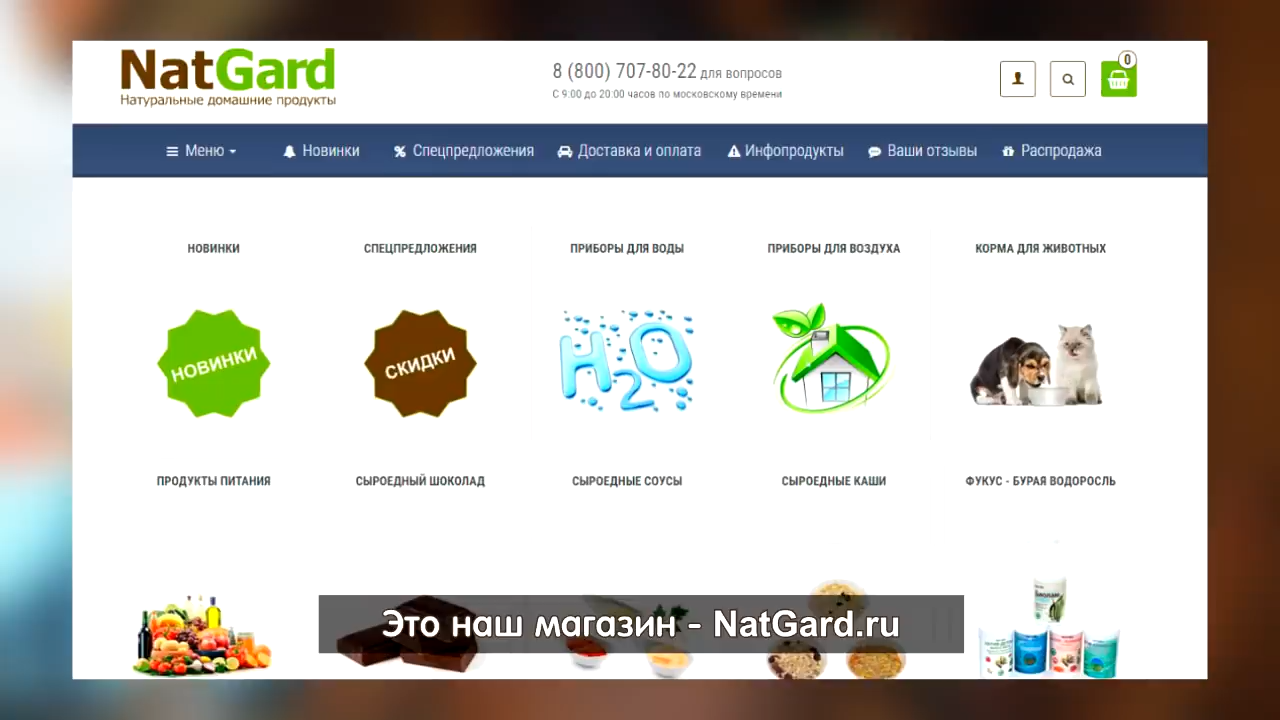 NatGard
Натуральные домашние продукты
8 (800) 707-80-22 для вопросов
С 9:00 до 20:00 часов по московскому времени
0
Меню
Новинки
Спецпредложения
Доставка и оплата
Инфопродукты
Ваши отзывы
Распродажа
НОВИНКИ
СПЕЦПРЕДЛОЖЕНИЯ
ПРИБОРЫ ДЛЯ ВОДЫ
ПРИБОРЫ ДЛЯ ВОЗДУХА
КОРМА ДЛЯ ЖИВОТНЫХ
НОВИНКИ
СКИДКИ
H2O
ПРОДУКТЫ ПИТАНИЯ
СЫРОЕДНЫЙ ШОКОЛАД
СЫРОЕДНЫЕ СОУСЫ
СЫРОЕДНЫЕ КАШИ
ФУКУС - БУРАЯ ВОДОРОСЛЬ
Это наш магазин - NatGard.ru